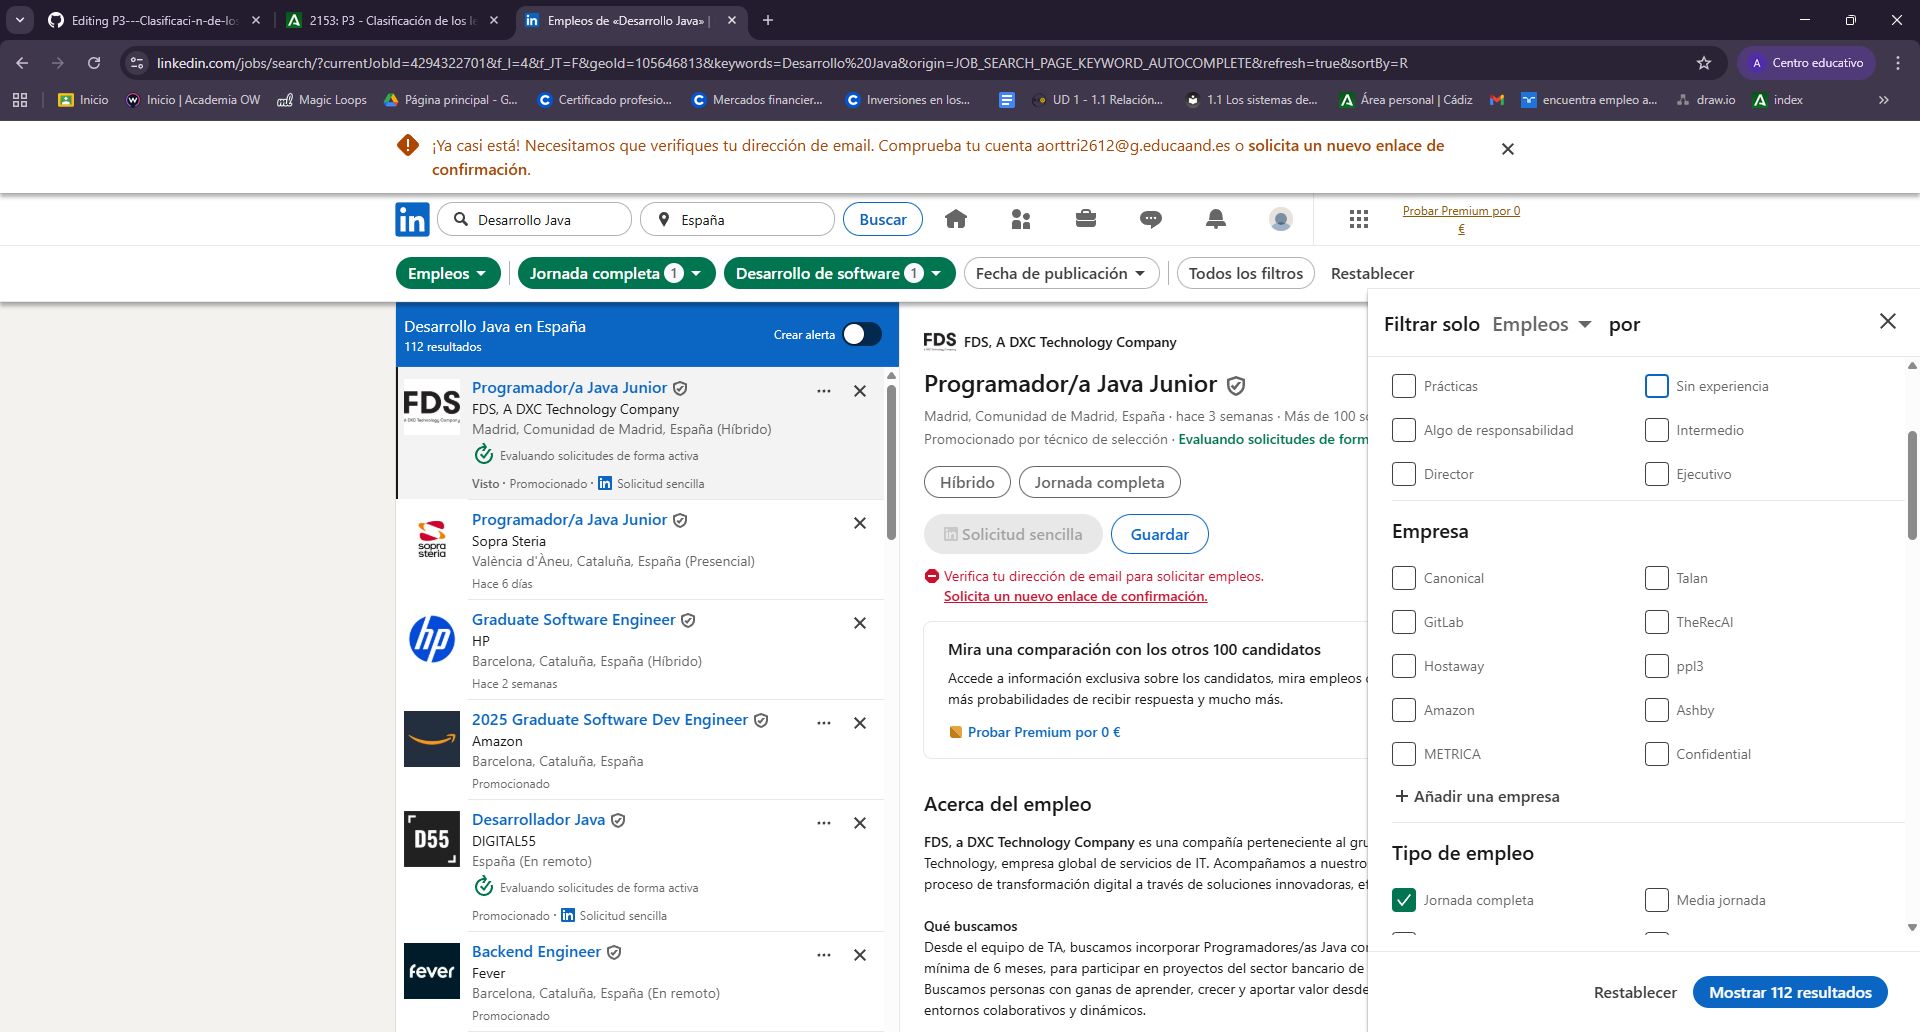 Editing P3---Clasificaci-n-de-los
2153: P3 - Clasificación de los le
Empleos de «Desarrollo Java» |
linkedin.com/jobs/search/?currentJobId=4294322701&f_I=4&f_JT=F&geoId=105646813&keywords=Desarrollo%20Java&origin=JOB_SEARCH_PAGE_KEYWORD_AUTOCOMPLETE&refresh=true&sortBy=R
A Centro educativo
Inicio
Inicio | Academia OW
Magic Loops
Página principal - G...
Certificado profesio...
Mercados financier...
Inversiones en los...
UD 1 - 1.1 Relación...
1.1 Los sistemas de...
Área personal | Cádiz
encuentra empleo a...
draw.io
index
¡Ya casi está! Necesitamos que verifiques tu dirección de email. Comprueba tu cuenta aorttri2612@g.educaand.es o solicita un nuevo enlace de
confirmación.
in
Desarrollo Java
España
Buscar
Probar Premium por 0
€
Empleos
Jornada completa 1
Desarrollo de software 1
Fecha de publicación
Todos los filtros
Restablecer
Desarrollo Java en España
112 resultados
Crear alerta
FDS
Programador/a Java Junior
FDS, A DXC Technology Company
Madrid, Comunidad de Madrid, España (Híbrido)
Evaluando solicitudes de forma activa
Visto · Promocionado · in Solicitud sencilla
sopra steria
Programador/a Java Junior
Sopra Steria
València d'Àneu, Cataluña, España (Presencial)
Hace 6 días
hp
Graduate Software Engineer
HP
Barcelona, Cataluña, España (Híbrido)
Hace 2 semanas
2025 Graduate Software Dev Engineer
Amazon
Barcelona, Cataluña, España
Promocionado
D55
Desarrollador Java
DIGITAL55
España (En remoto)
Evaluando solicitudes de forma activa
Promocionado · in Solicitud sencilla
fever
Backend Engineer
Fever
Barcelona, Cataluña, España (En remoto)
Promocionado
FDS
FDS, A DXC Technology Company
Programador/a Java Junior
Madrid, Comunidad de Madrid, España · hace 3 semanas · Más de 100 so
Promocionado por técnico de selección · Evaluando solicitudes de form
Híbrido
Jornada completa
in Solicitud sencilla
Guardar
Verifica tu dirección de email para solicitar empleos.
Solicita un nuevo enlace de confirmación.
Mira una comparación con los otros 100 candidatos
Accede a información exclusiva sobre los candidatos, mira empleos
más probabilidades de recibir respuesta y mucho más.
Probar Premium por 0 €
Acerca del empleo
FDS, a DXC Technology Company es una compañía perteneciente al gru
Technology, empresa global de servicios de IT. Acompañamos a nuestro
proceso de transformación digital a través de soluciones innovadoras, ef
Qué buscamos
Desde el equipo de TA, buscamos incorporar Programadores/as Java con
mínima de 6 meses, para participar en proyectos del sector bancario de
Buscamos personas con ganas de aprender, crecer y aportar valor desde
entornos colaborativos y dinámicos.
Filtrar solo Empleos por
Prácticas
Sin experiencia
Algo de responsabilidad
Intermedio
Director
Ejecutivo
Empresa
Canonical
Talan
GitLab
TheRecAI
Hostaway
ppl3
Amazon
Ashby
METRICA
Confidential
+ Añadir una empresa
Tipo de empleo
Jornada completa
Media jornada
Restablecer
Mostrar 112 resultados